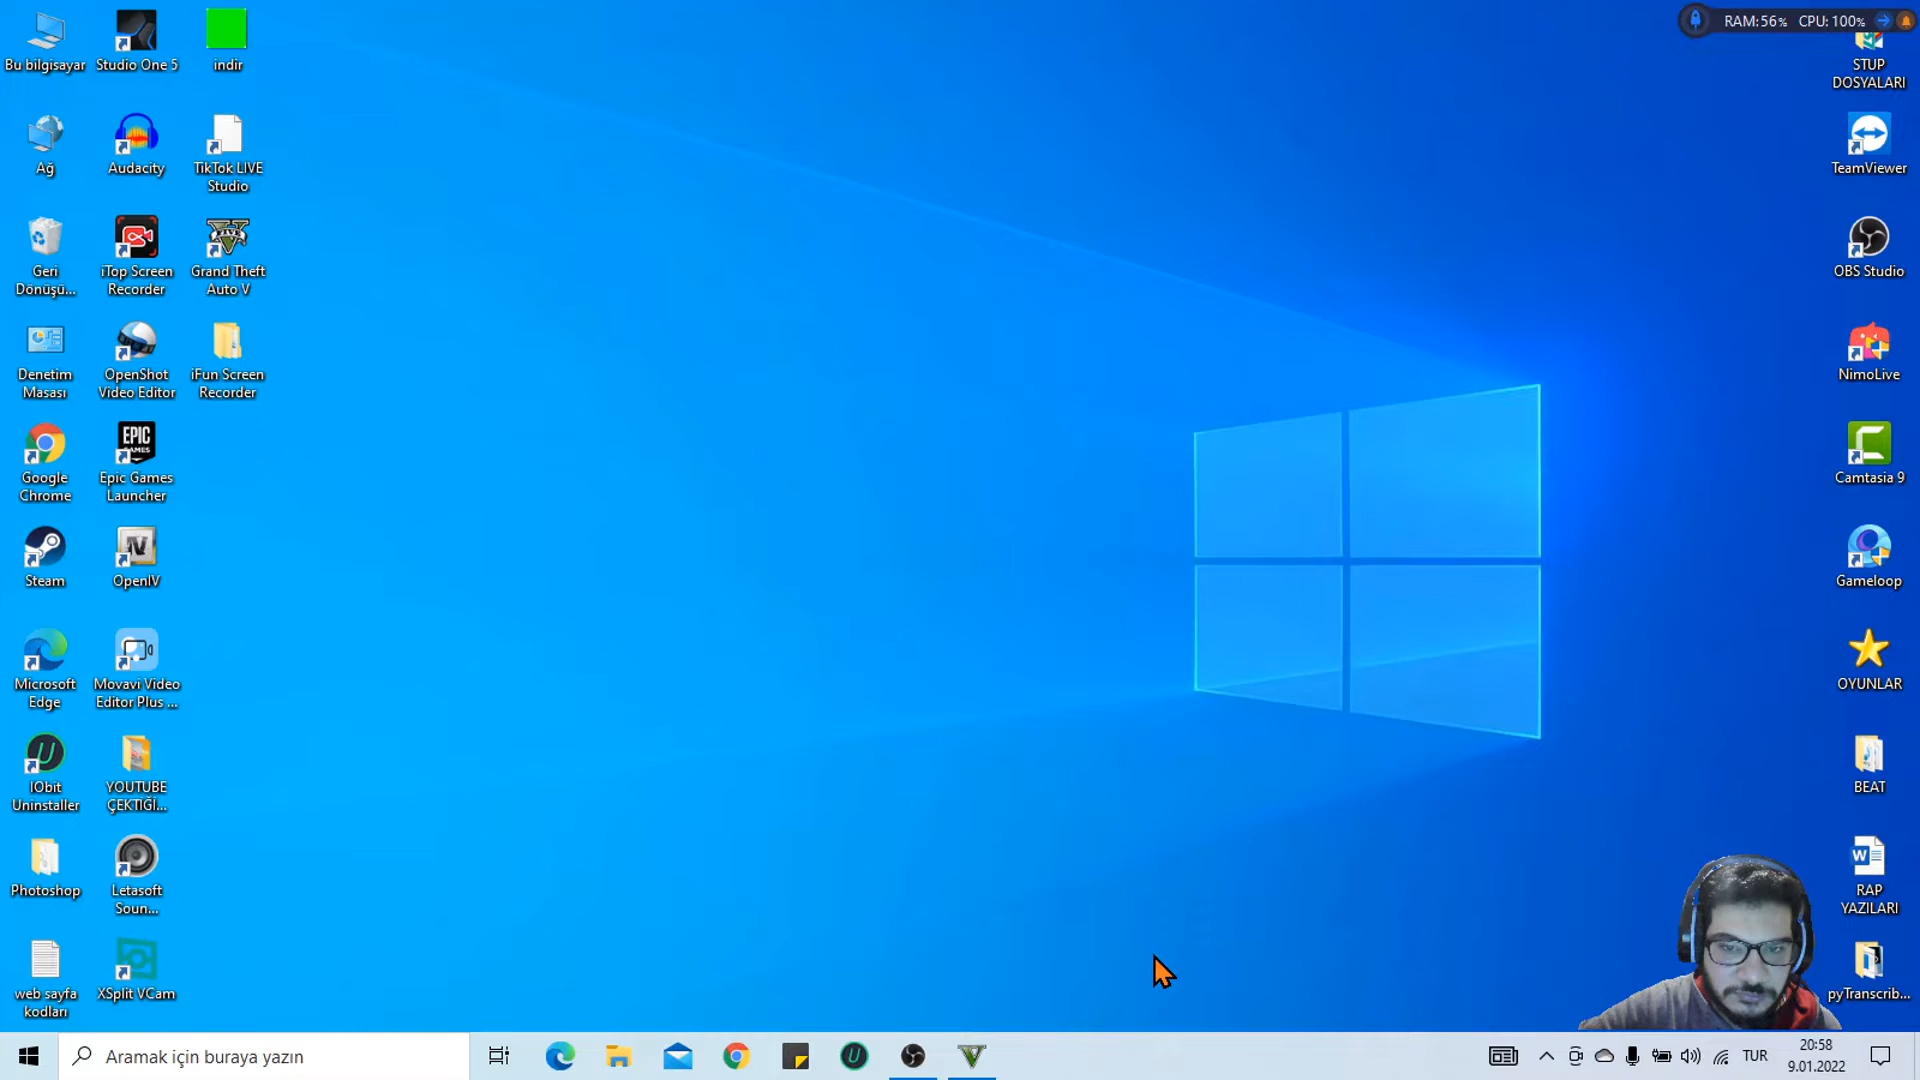 RAM:56% CPU: 100%
Bu bilgisayar
Studio One 5
indir
STUP
DOSYALARI
Ağ
Audacity
TikTok LIVE
Studio
TeamViewer
Geri
Dönüşü...
iTop Screen
Recorder
FIVE
Grand Theft
Auto V
OBS Studio
Denetim
Masası
OpenShot
Video Editor
iFun Screen
Recorder
NimoLive
Google
Chrome
EPIC
GAMES
Epic Games
Launcher
Camtasia 9
Steam
OpenIV
Gameloop
Microsoft
Edge
Movavi Video
Editor Plus ...
OYUNLAR
IObit
Uninstaller
YOUTUBE
ÇEKTİĞİ...
BEAT
Photoshop
Letasoft
Soun...
W
RAP
YAZILARI
web sayfa
kodları
XSplit VCam
pyTranscrib...
Aramak için buraya yazın
TUR
20:58
9.01.2022